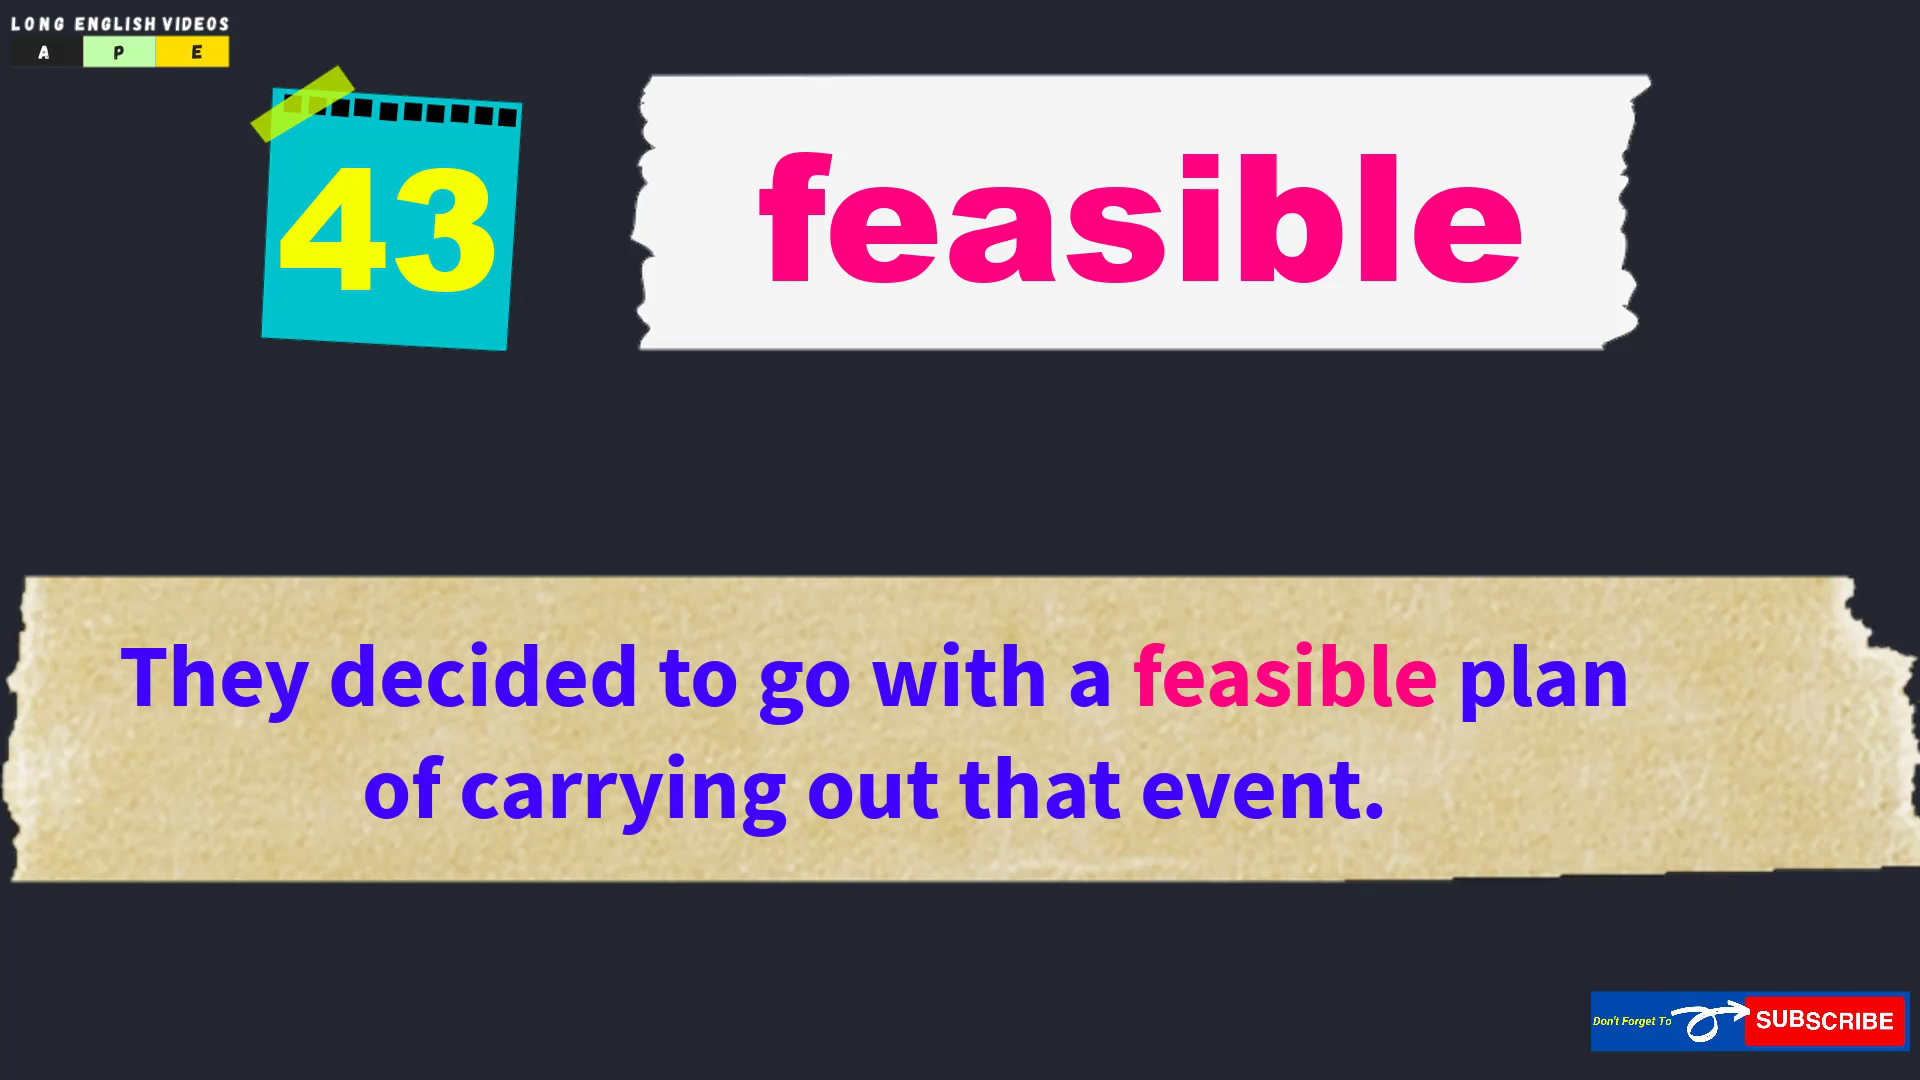 LONG ENGLISH VIDEOS
A P E
43
feasible
They decided to go with a feasible plan
of carrying out that event.
Don't Forget To
SUBSCRIBE